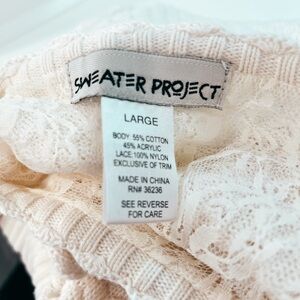 SWEATER PROJECT
LARGE
BODY: 55% COTTON
45% ACRYLIC
LACE: 100% NYLON
EXCLUSIVE OF TRIM
MADE IN CHINA
RN# 36236
SEE REVERSE
FOR CARE